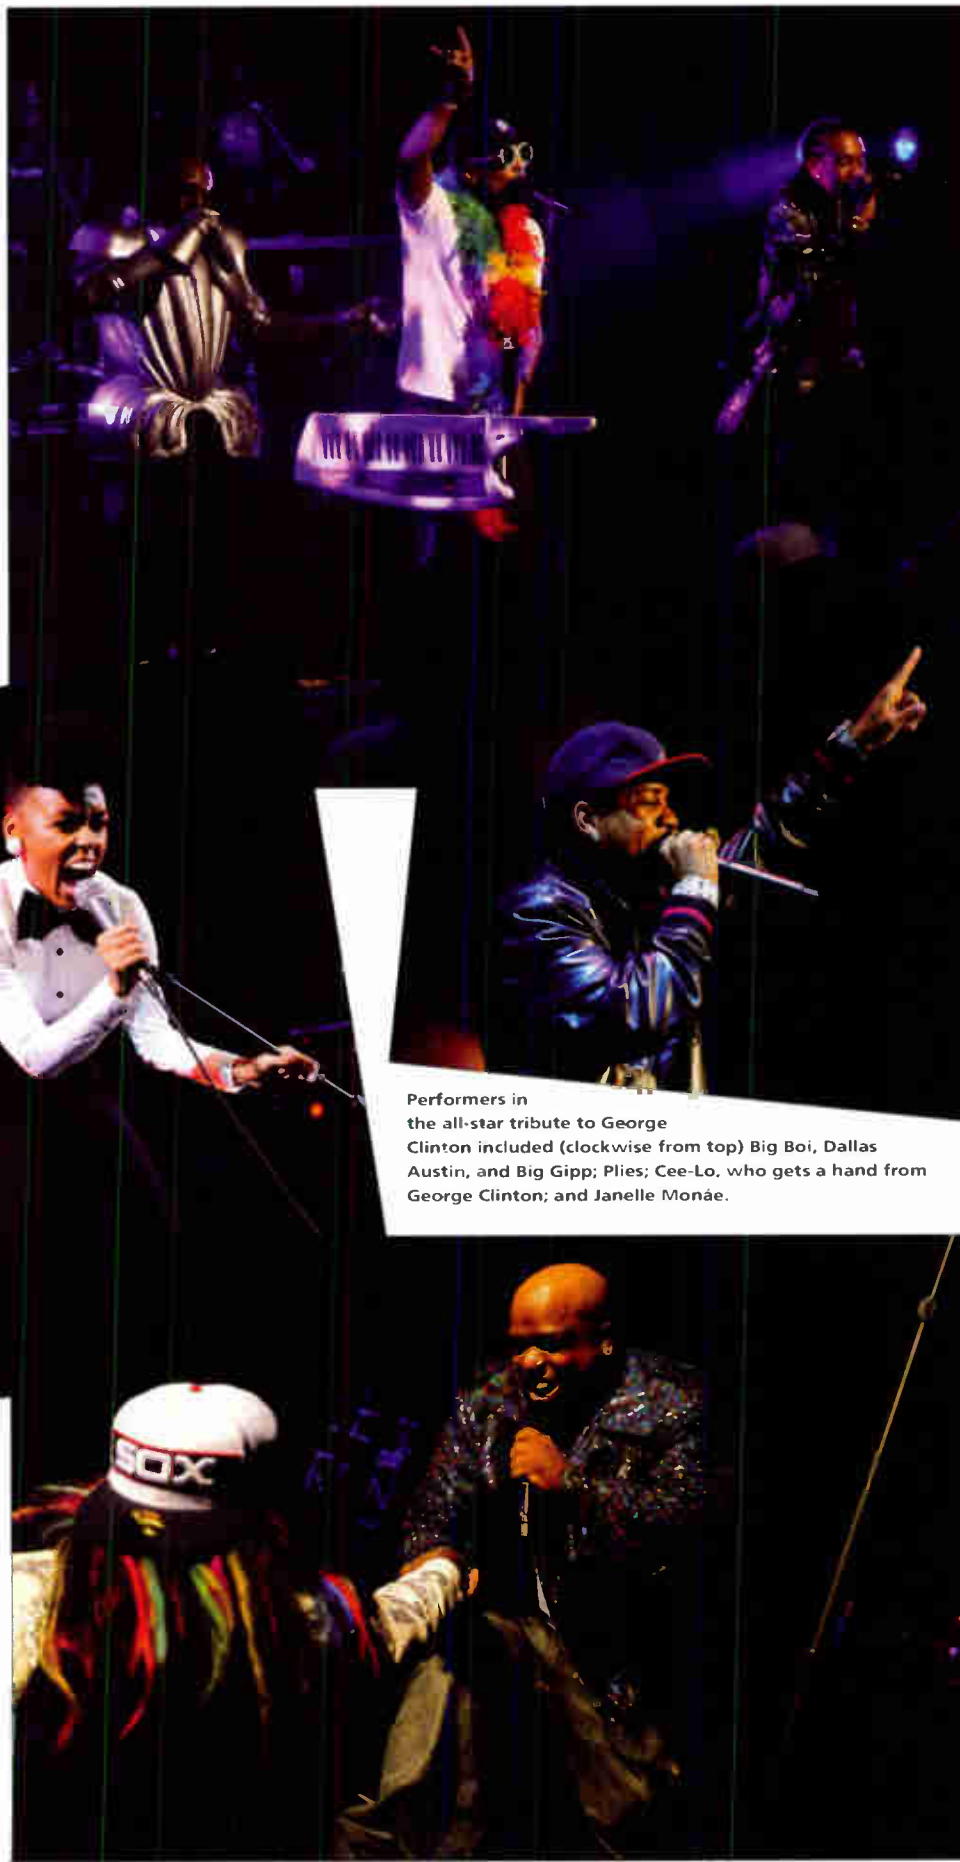 Performers in
the all-star tribute to George
Clinton included (clockwise from top) Big Boi, Dallas
Austin, and Big Gipp; Plies; Cee-Lo, who gets a hand from
George Clinton; and Janelle Monáe.
SOX